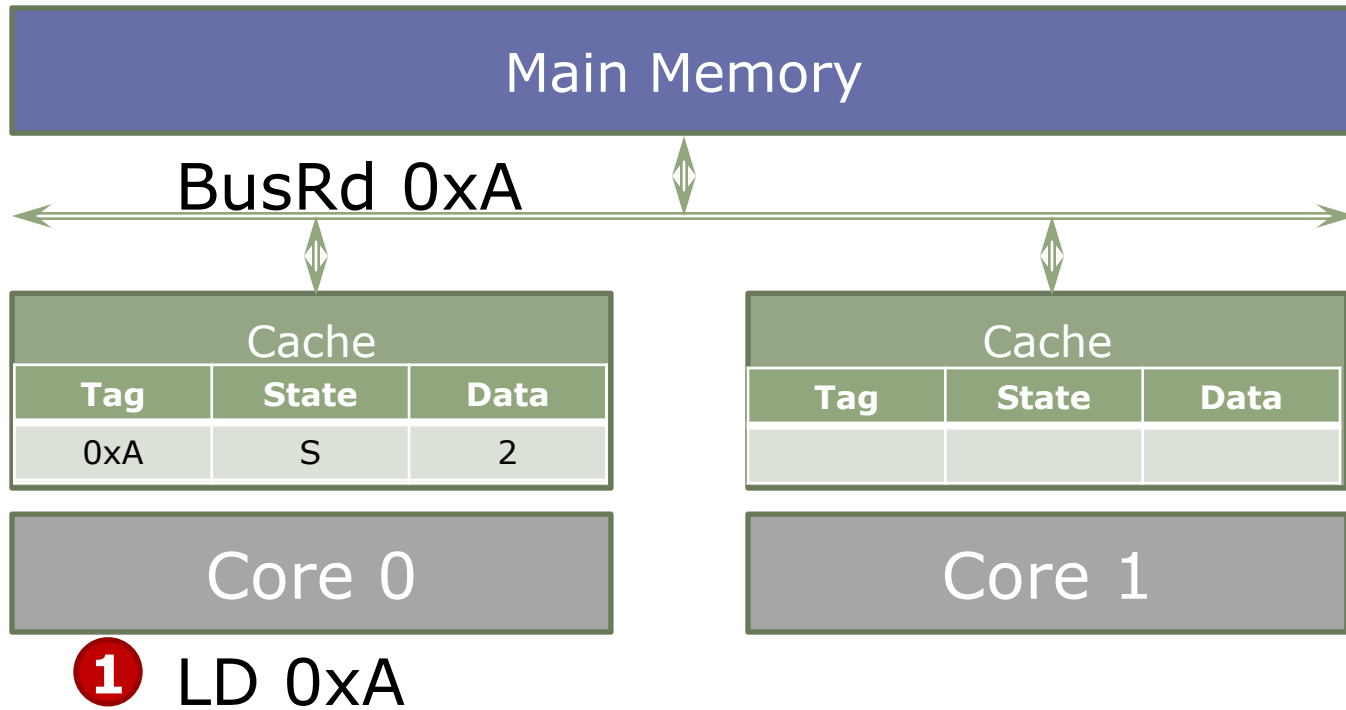 Main Memory
BusRd 0xA
Cache
Tag State Data
0xA S 2
Cache
Tag State Data
Core 0
Core 1
1 LD 0xA